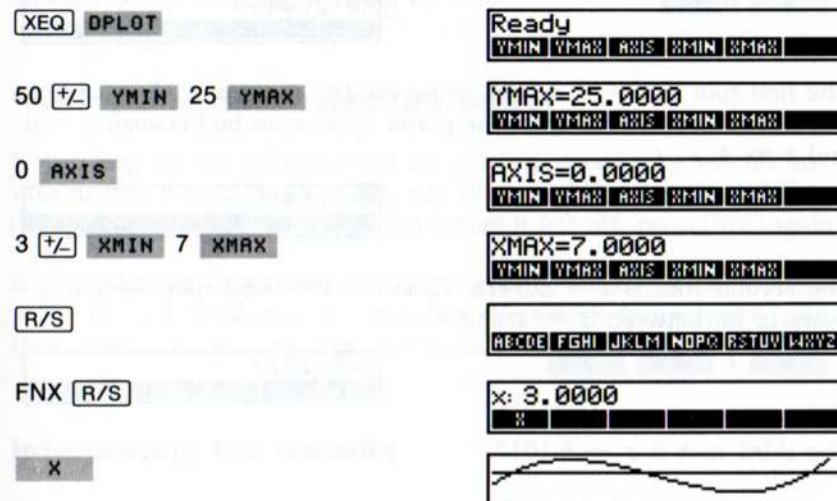 XEQ DPLOT
Ready
YMIN YMAX AXIS XMIN XMAX
50 +/- YMIN 25 YMAX
YMAX=25.0000
YMIN YMAX AXIS XMIN XMAX
0 AXIS
AXIS=0.0000
YMIN YMAX AXIS XMIN XMAX
3 +/- XMIN 7 XMAX
XMAX=7.0000
YMIN YMAX AXIS XMIN XMAX
R/S
ABCDE FGHI JKLM NOPQ RSTUV WXYZ
FNX R/S
x: 3.0000
X
X